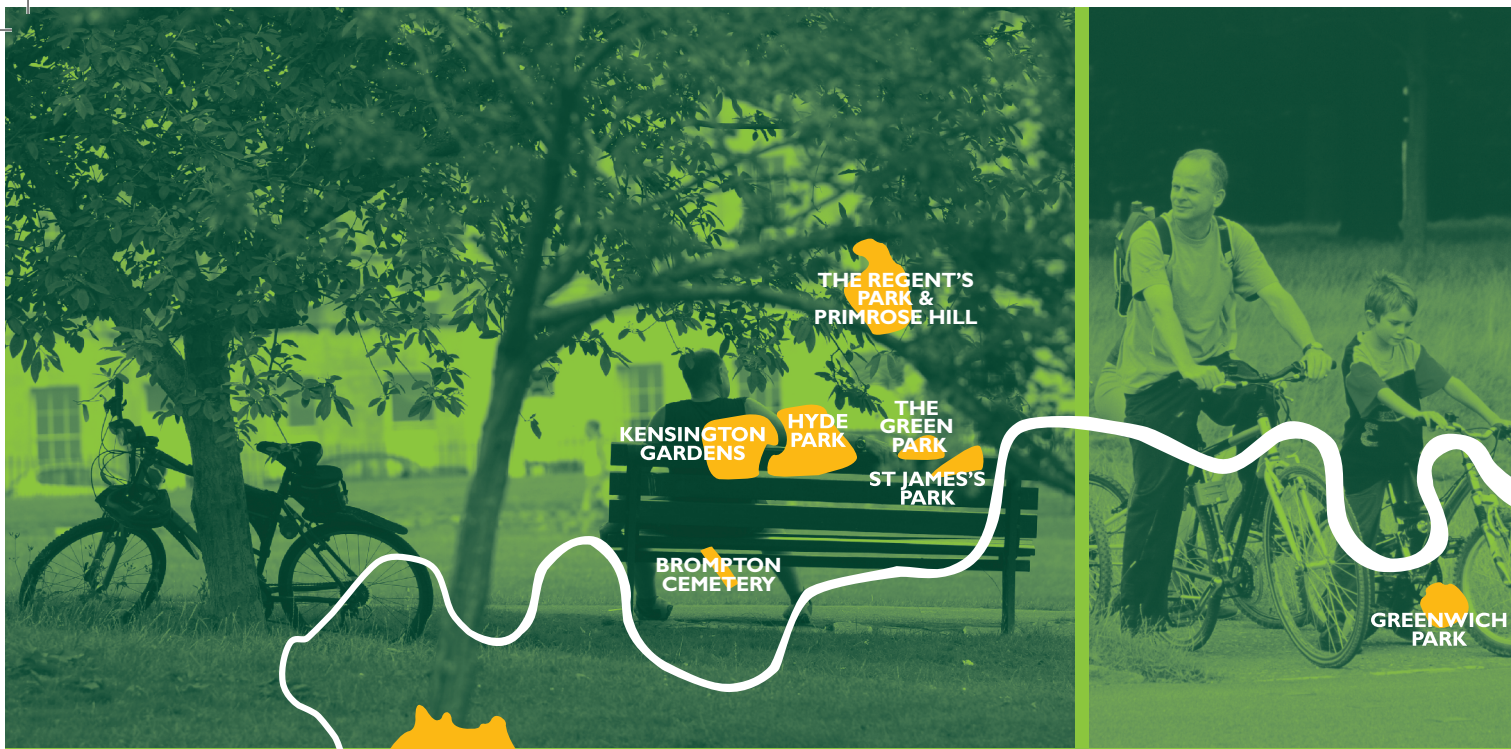 THE REGENT’S
PARK &
PRIMROSE HILL
KENSINGTON
GARDENS
HYDE
PARK
THE
GREEN
PARK
ST JAMES’S
PARK
BROMPTON
CEMETERY
GREENWICH
PARK